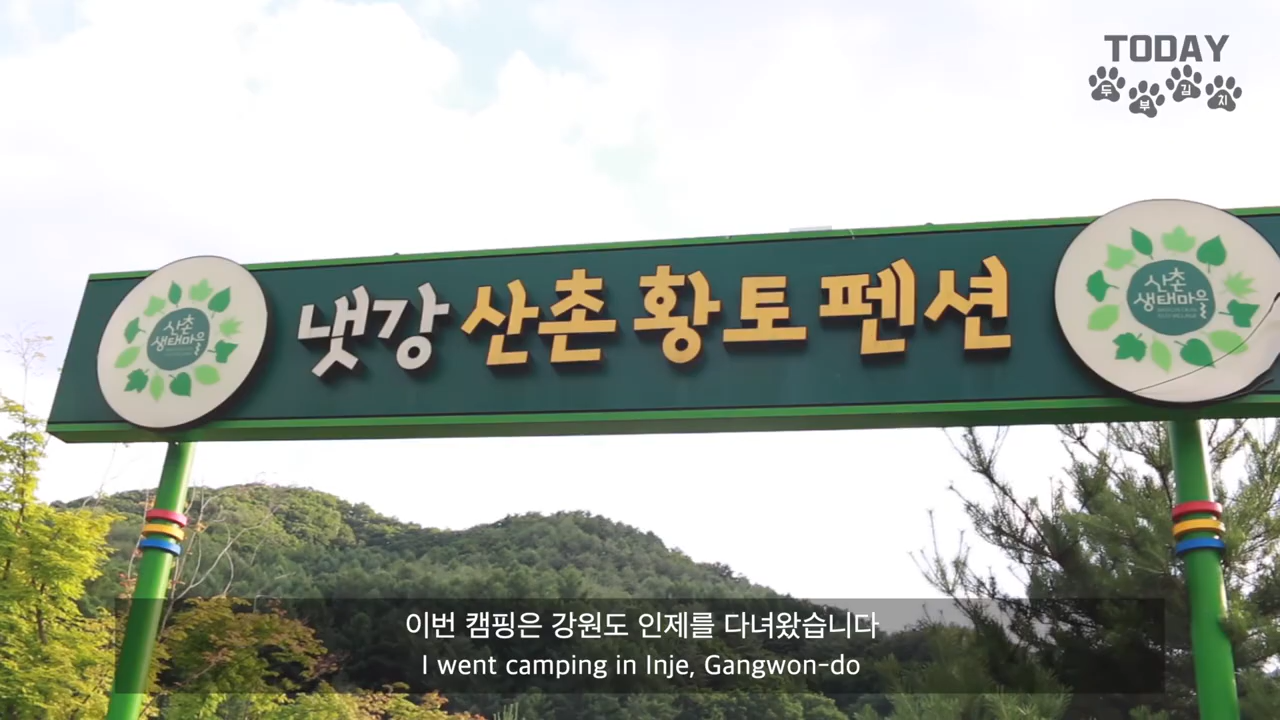 TODAY
두부김지
냇강 산촌 황토 펜션
산촌
생태마을
산촌
생태마을
이번 캠핑은 강원도 인제를 다녀왔습니다
I went camping in Inje, Gangwon-do